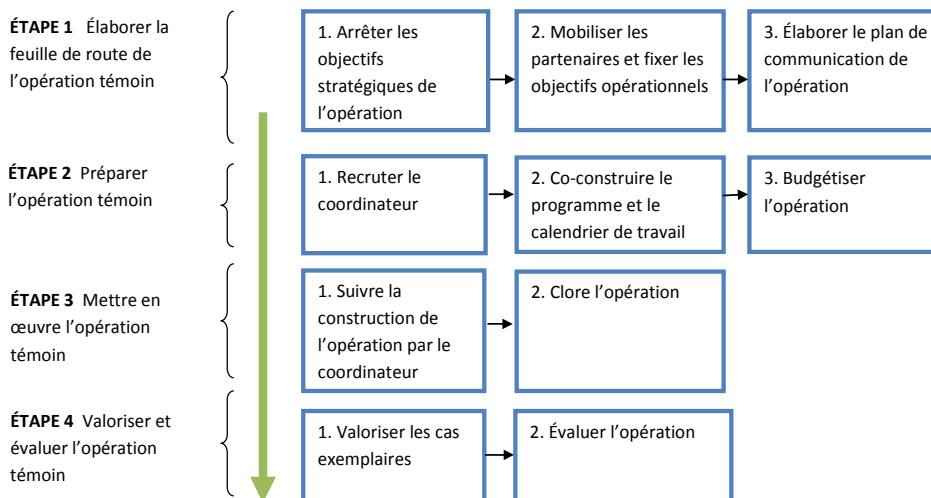 ÉTAPE 1 Élaborer la
feuille de route de
l'opération témoin
1. Arrêter les
objectifs
stratégiques de
l'opération
2. Mobiliser les
partenaires et fixer les
objectifs opérationnels
3. Élaborer le plan de
communication de
l'opération
ÉTAPE 2 Préparer
l'opération témoin
1. Recruter le
coordinateur
2. Co-construire le
programme et le
calendrier de travail
3. Budgétiser
l'opération
ÉTAPE 3 Mettre en
œuvre l'opération
témoin
1. Suivre la
construction de
l'opération par le
coordinateur
2. Clore l'opération
ÉTAPE 4 Valoriser et
évaluer l'opération
témoin
1. Valoriser les cas
exemplaires
2. Évaluer l'opération